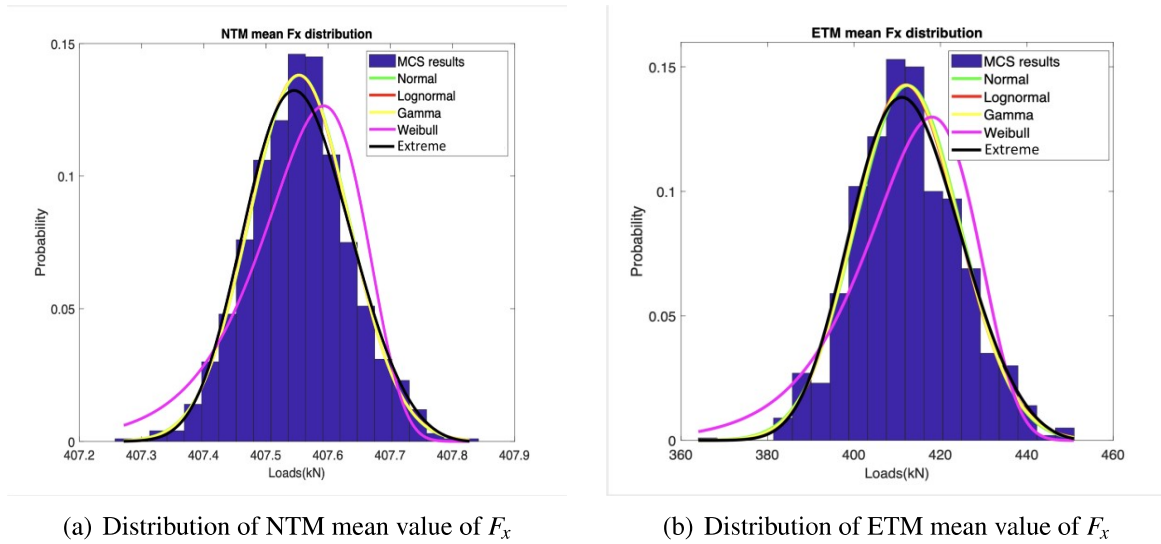 NTM mean Fx distribution
0.15
0.1
0.05
0
Probability
407.2 407.3 407.4 407.5 407.6 407.7 407.8 407.9
Loads(kN)
MCS results
Normal
Lognormal
Gamma
Weibull
Extreme
(a) Distribution of NTM mean value of Fx
ETM mean Fx distribution
0.15
0.1
0.05
0
Probability
360 380 400 420 440 460
Loads(kN)
MCS results
Normal
Lognormal
Gamma
Weibull
Extreme
(b) Distribution of ETM mean value of Fx